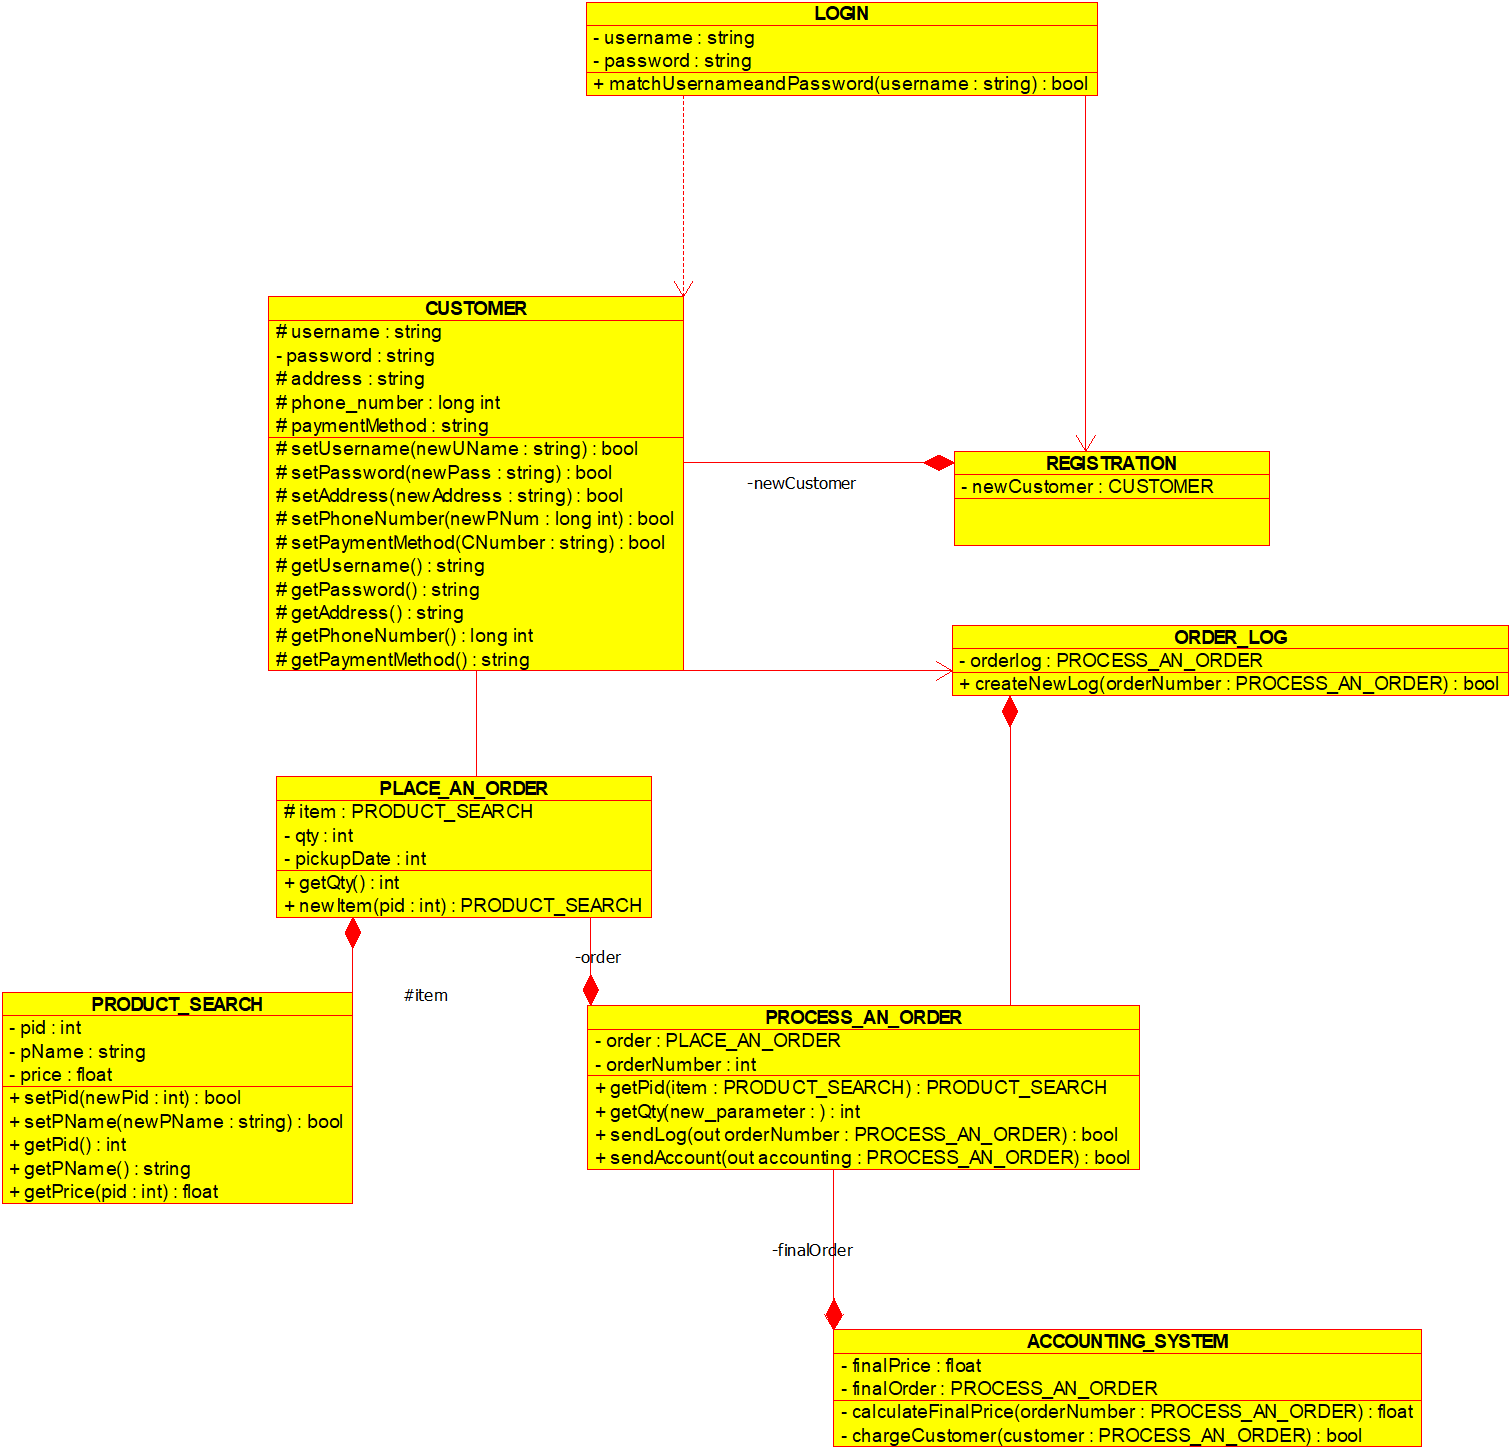 LOGIN
- username : string
- password : string
+ matchUsernameandPassword(username : string) : bool
CUSTOMER
# username : string
- password : string
# address : string
# phone_number : long int
# paymentMethod : string
# setUsername(newUName : string) : bool
# setPassword(newPass : string) : bool
# setAddress(newAddress : string) : bool
# setPhoneNumber(newPNum : long int) : bool
# setPaymentMethod(CNumber : string) : bool
# getUsername() : string
# getPassword() : string
# getAddress() : string
# getPhoneNumber() : long int
# getPaymentMethod() : string
-newCustomer
REGISTRATION
- newCustomer : CUSTOMER
ORDER_LOG
- orderlog : PROCESS_AN_ORDER
+ createNewLog(orderNumber : PROCESS_AN_ORDER) : bool
PLACE_AN_ORDER
# item : PRODUCT_SEARCH
- qty : int
- pickupDate : int
+ getQty() : int
+ newItem(pid : int) : PRODUCT_SEARCH
-order
#item
PRODUCT_SEARCH
- pid : int
- pName : string
- price : float
+ setPid(newPid : int) : bool
+ setPName(newPName : string) : bool
+ getPid() : int
+ getPName() : string
+ getPrice(pid : int) : float
PROCESS_AN_ORDER
- order : PLACE_AN_ORDER
- orderNumber : int
+ getPid(item : PRODUCT_SEARCH) : PRODUCT_SEARCH
+ getQty(new_parameter : ) : int
+ sendLog(out orderNumber : PROCESS_AN_ORDER) : bool
+ sendAccount(out accounting : PROCESS_AN_ORDER) : bool
-finalOrder
ACCOUNTING_SYSTEM
- finalPrice : float
- finalOrder : PROCESS_AN_ORDER
- calculateFinalPrice(orderNumber : PROCESS_AN_ORDER) : float
- chargeCustomer(customer : PROCESS_AN_ORDER) : bool